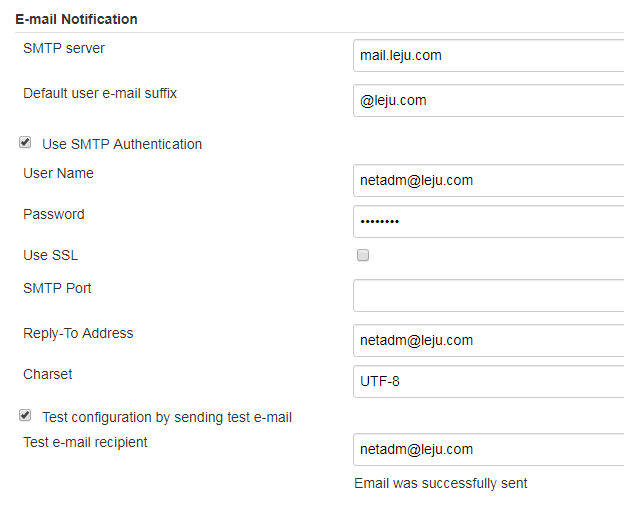 E-mail Notification
SMTP server
mail.leju.com
Default user e-mail suffix
@leju.com
Use SMTP Authentication
User Name
netadm@leju.com
Password
••••••••
Use SSL
SMTP Port
Reply-To Address
netadm@leju.com
Charset
UTF-8
Test configuration by sending test e-mail
Test e-mail recipient
netadm@leju.com
Email was successfully sent